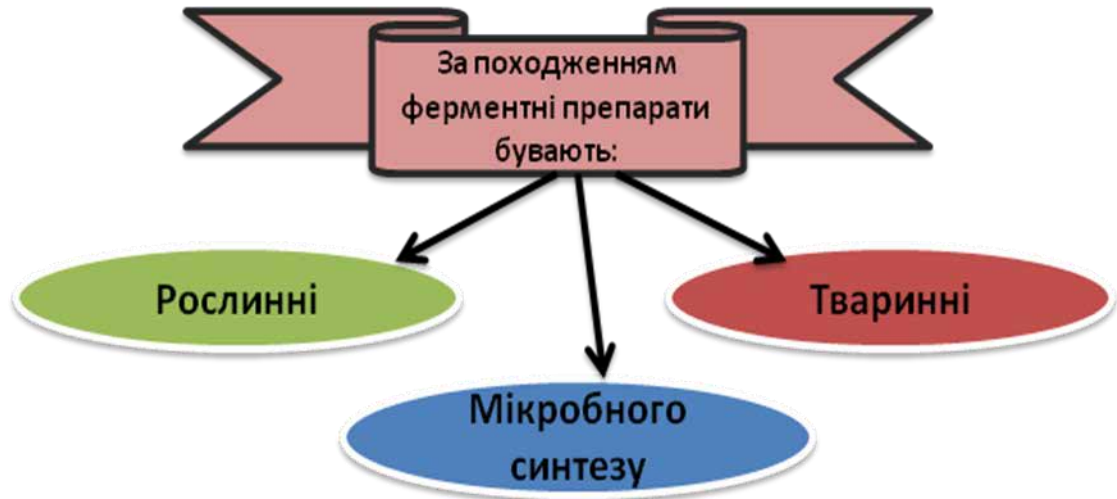 За походженням
ферментні препарати
бувають:
Рослинні
Тваринні
Мікробного
синтезу